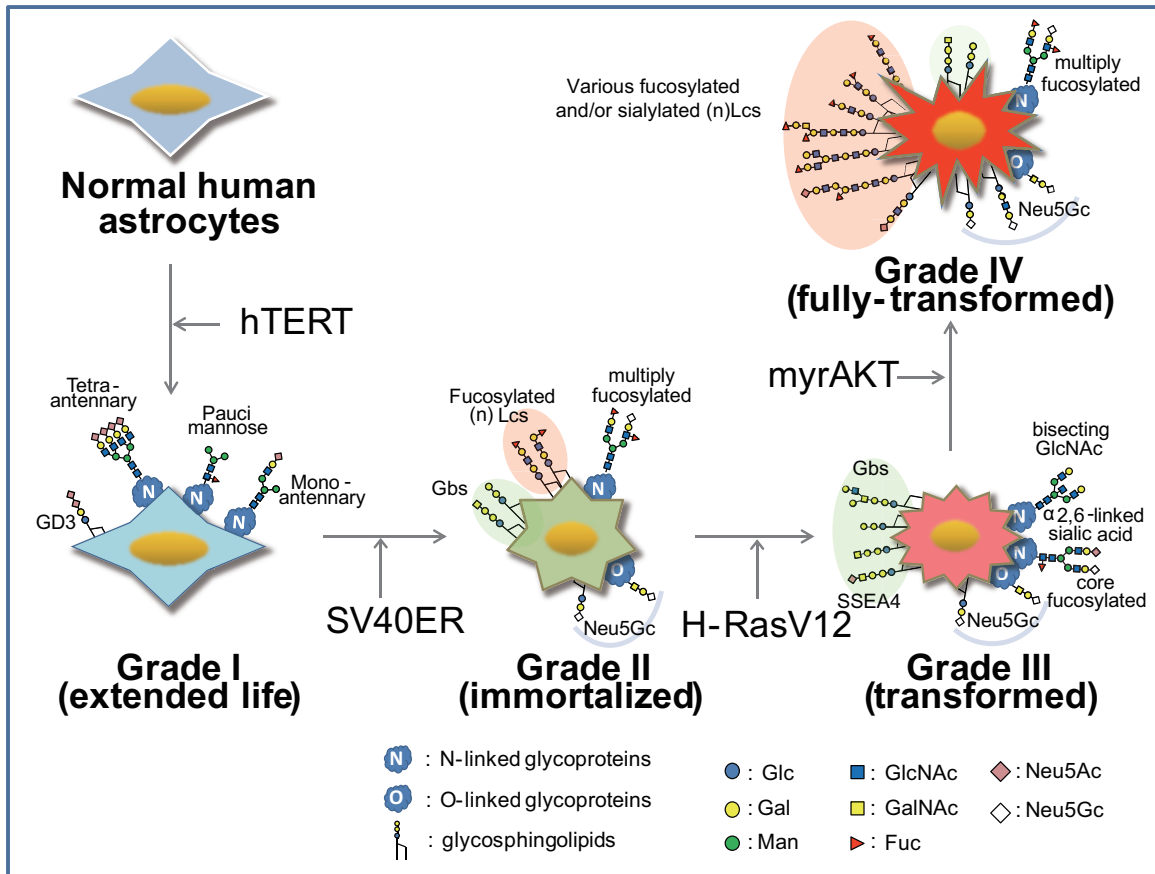 Normal human
astrocytes
hTERT
Tetra-
antennary
Pauci
mannose
Mono-
antennary
GD3
N
N
N
Grade I
(extended life)
SV40ER
Fucosylated
(n) Lcs
multiply
fucosylated
Gbs
N
O
Neu5Gc
Grade II
(immortalized)
H-RasV12
bisecting
GlcNAc
Gbs
α2,6-linked
sialic acid
N
N
O
core
fucosylated
SSEA4
Neu5Gc
Grade III
(transformed)
myrAKT
Various fucosylated
and/or sialylated (n)Lcs
multiply
fucosylated
N
O
Neu5Gc
Grade IV
(fully-transformed)
N : N-linked glycoproteins
O : O-linked glycoproteins
: glycosphingolipids
: Glc
: Gal
: Man
: GlcNAc
: GalNAc
: Fuc
: Neu5Ac
: Neu5Gc